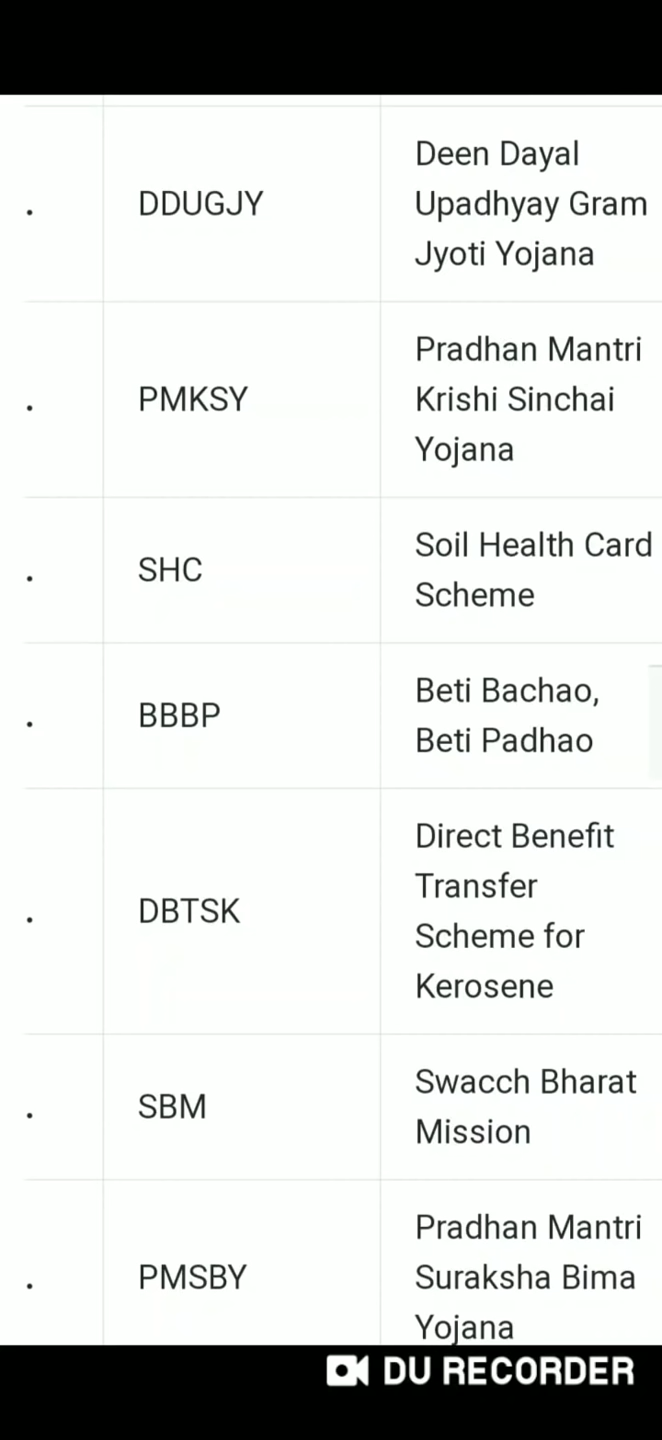 .
DDUGJY
Deen Dayal
Upadhyay Gram
Jyoti Yojana
.
PMKSY
Pradhan Mantri
Krishi Sinchai
Yojana
.
SHC
Soil Health Card
Scheme
.
BBBP
Beti Bachao,
Beti Padhao
.
DBTSK
Direct Benefit
Transfer
Scheme for
Kerosene
.
SBM
Swacch Bharat
Mission
.
PMSBY
Pradhan Mantri
Suraksha Bima
Yojana
DU RECORDER